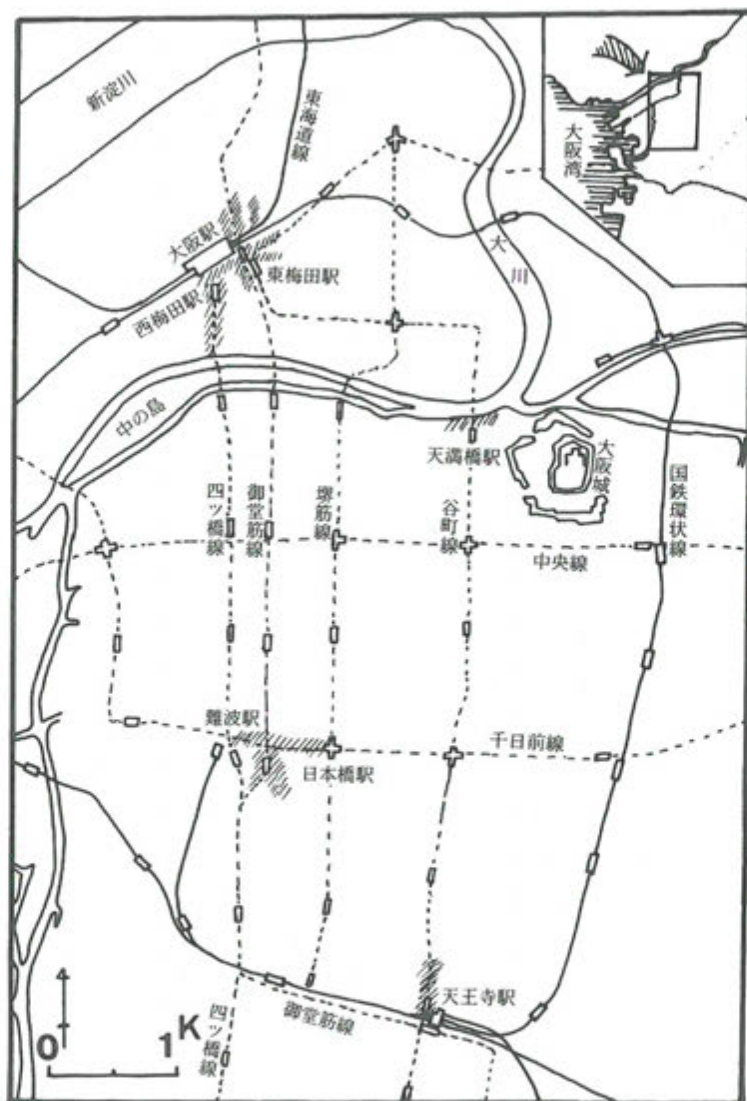 新淀川
東海道線
大阪湾
大阪駅
東梅田駅
西梅田駅
大川
中の島
天満橋駅
大阪城
国鉄環状線
四ッ橋線
御堂筋線
堺筋線
谷町線
中央線
難波駅
日本橋駅
千日前線
天王寺駅
御堂筋線
四ッ橋線
4
0 1K